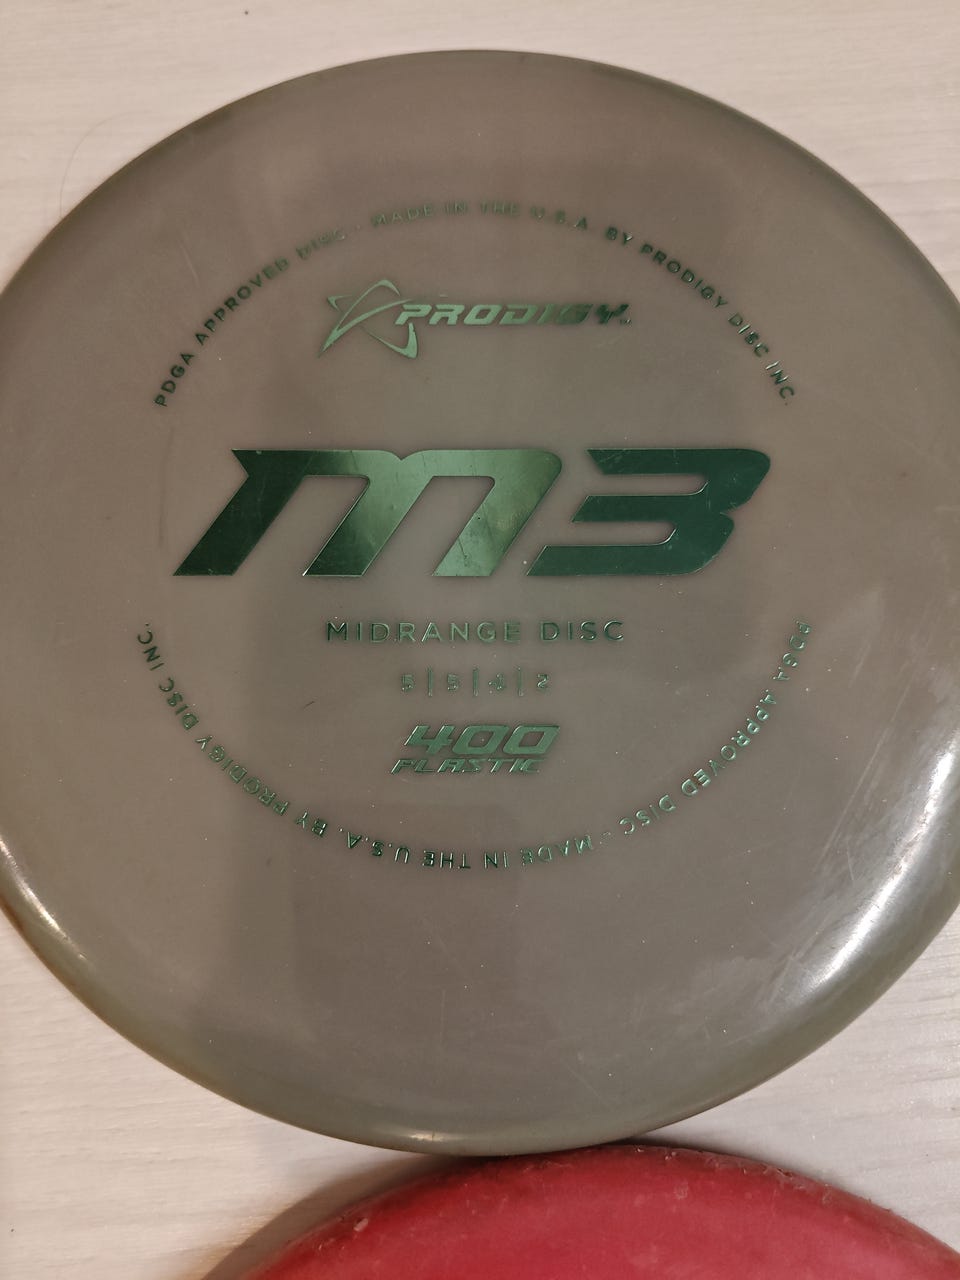 PDGA APPROVED DISC - MADE IN THE U.S.A. BY PRODIGY DISC INC.
PRODIGY
M3
MIDRANGE DISC
5|5|-1|2
400
PLASTIC
PDGA APPROVED DISC - MADE IN THE U.S.A. BY PRODIGY DISC INC.